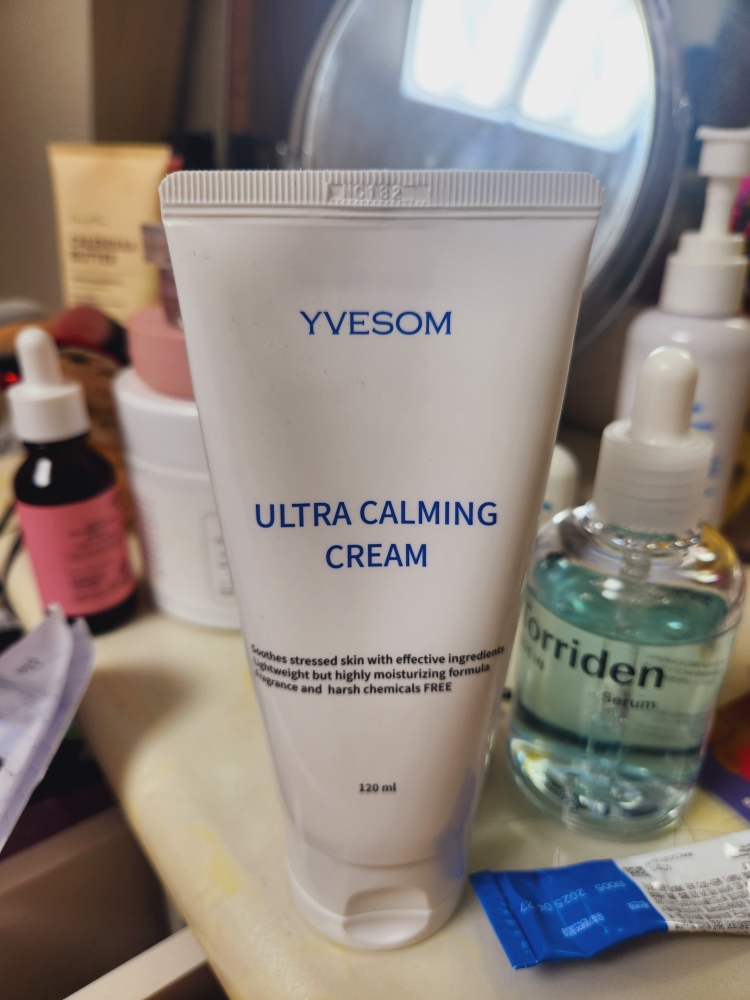 NC132
YVESOM
ULTRA CALMING
CREAM
Soothes stressed skin with effective ingredients
Lightweight but highly moisturizing formula
Fragrance and harsh chemicals FREE
120 ml
Torriden
Serum